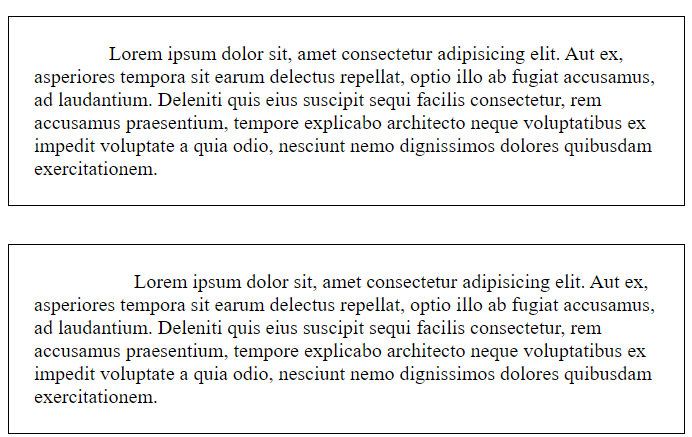 Lorem ipsum dolor sit, amet consectetur adipisicing elit. Aut ex,
asperiores tempora sit earum delectus repellat, optio illo ab fugiat accusamus,
ad laudantium. Deleniti quis eius suscipit sequi facilis consectetur, rem
accusamus praesentium, tempore explicabo architecto neque voluptatibus ex
impedit voluptate a quia odio, nesciunt nemo dignissimos dolores quibusdam
exercitationem.
Lorem ipsum dolor sit, amet consectetur adipisicing elit. Aut ex,
asperiores tempora sit earum delectus repellat, optio illo ab fugiat accusamus,
ad laudantium. Deleniti quis eius suscipit sequi facilis consectetur, rem
accusamus praesentium, tempore explicabo architecto neque voluptatibus ex
impedit voluptate a quia odio, nesciunt nemo dignissimos dolores quibusdam
exercitationem.